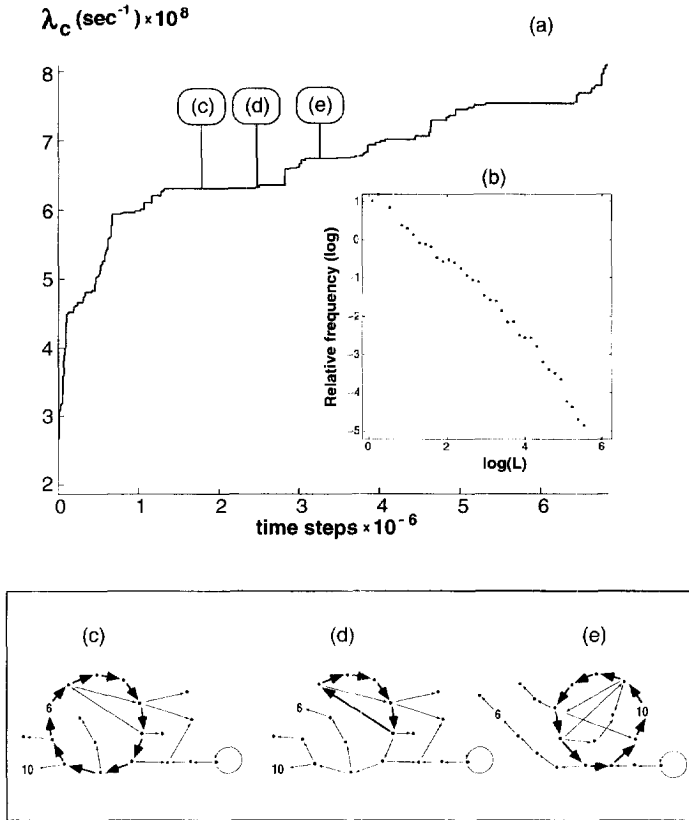 λc (sec⁻¹) × 10⁸
(a)
8
7
6
5
4
3
2
(c)
(d)
(e)
(b)
Relative frequency (log)
1
0
-1
-2
-3
-4
-5
0
2
4
6
log(L)
0
1
2
3
4
5
6
time steps × 10⁻⁶
(c)
(d)
(e)
6
10
6
10
6
10